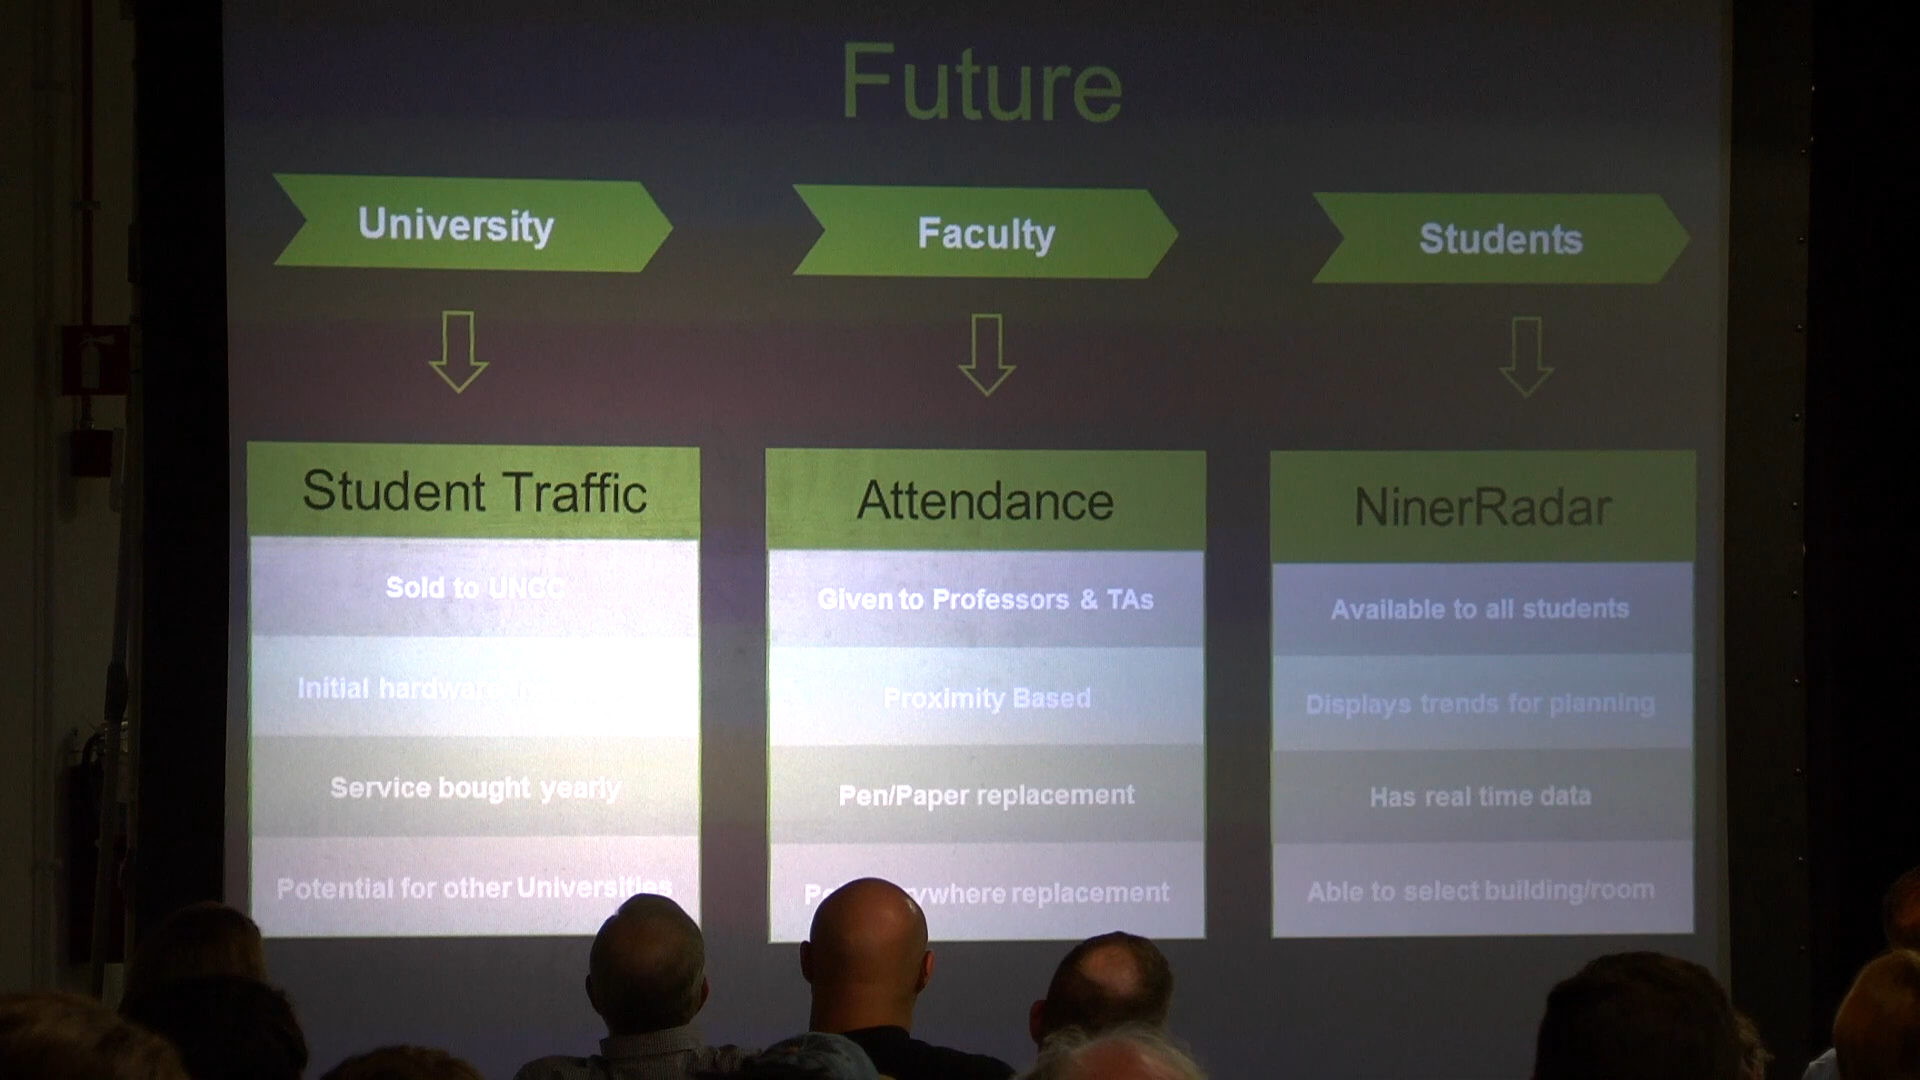 Future
University
Faculty
Students
Student Traffic
Sold to UNCC
Initial hardware
Service bought yearly
Potential for other Universities
Attendance
Given to Professors & TAs
Proximity Based
Pen/Paper replacement
replacement
NinerRadar
Available to all students
Displays trends for planning
Has real time data
Able to select building/room